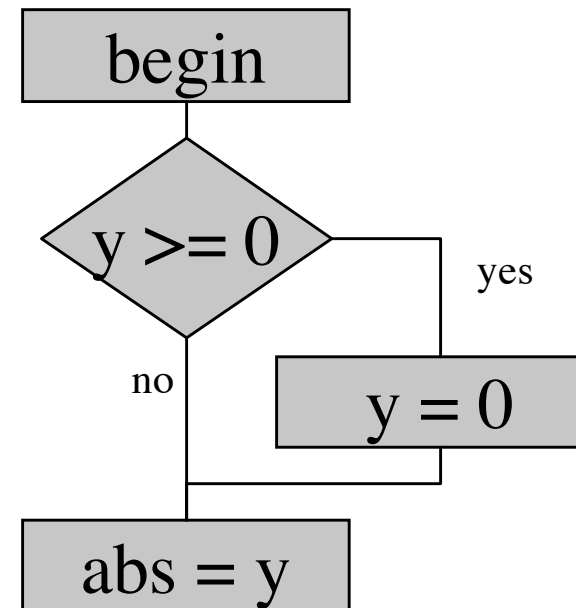 begin
y >= 0
yes
no
y = 0
abs = y